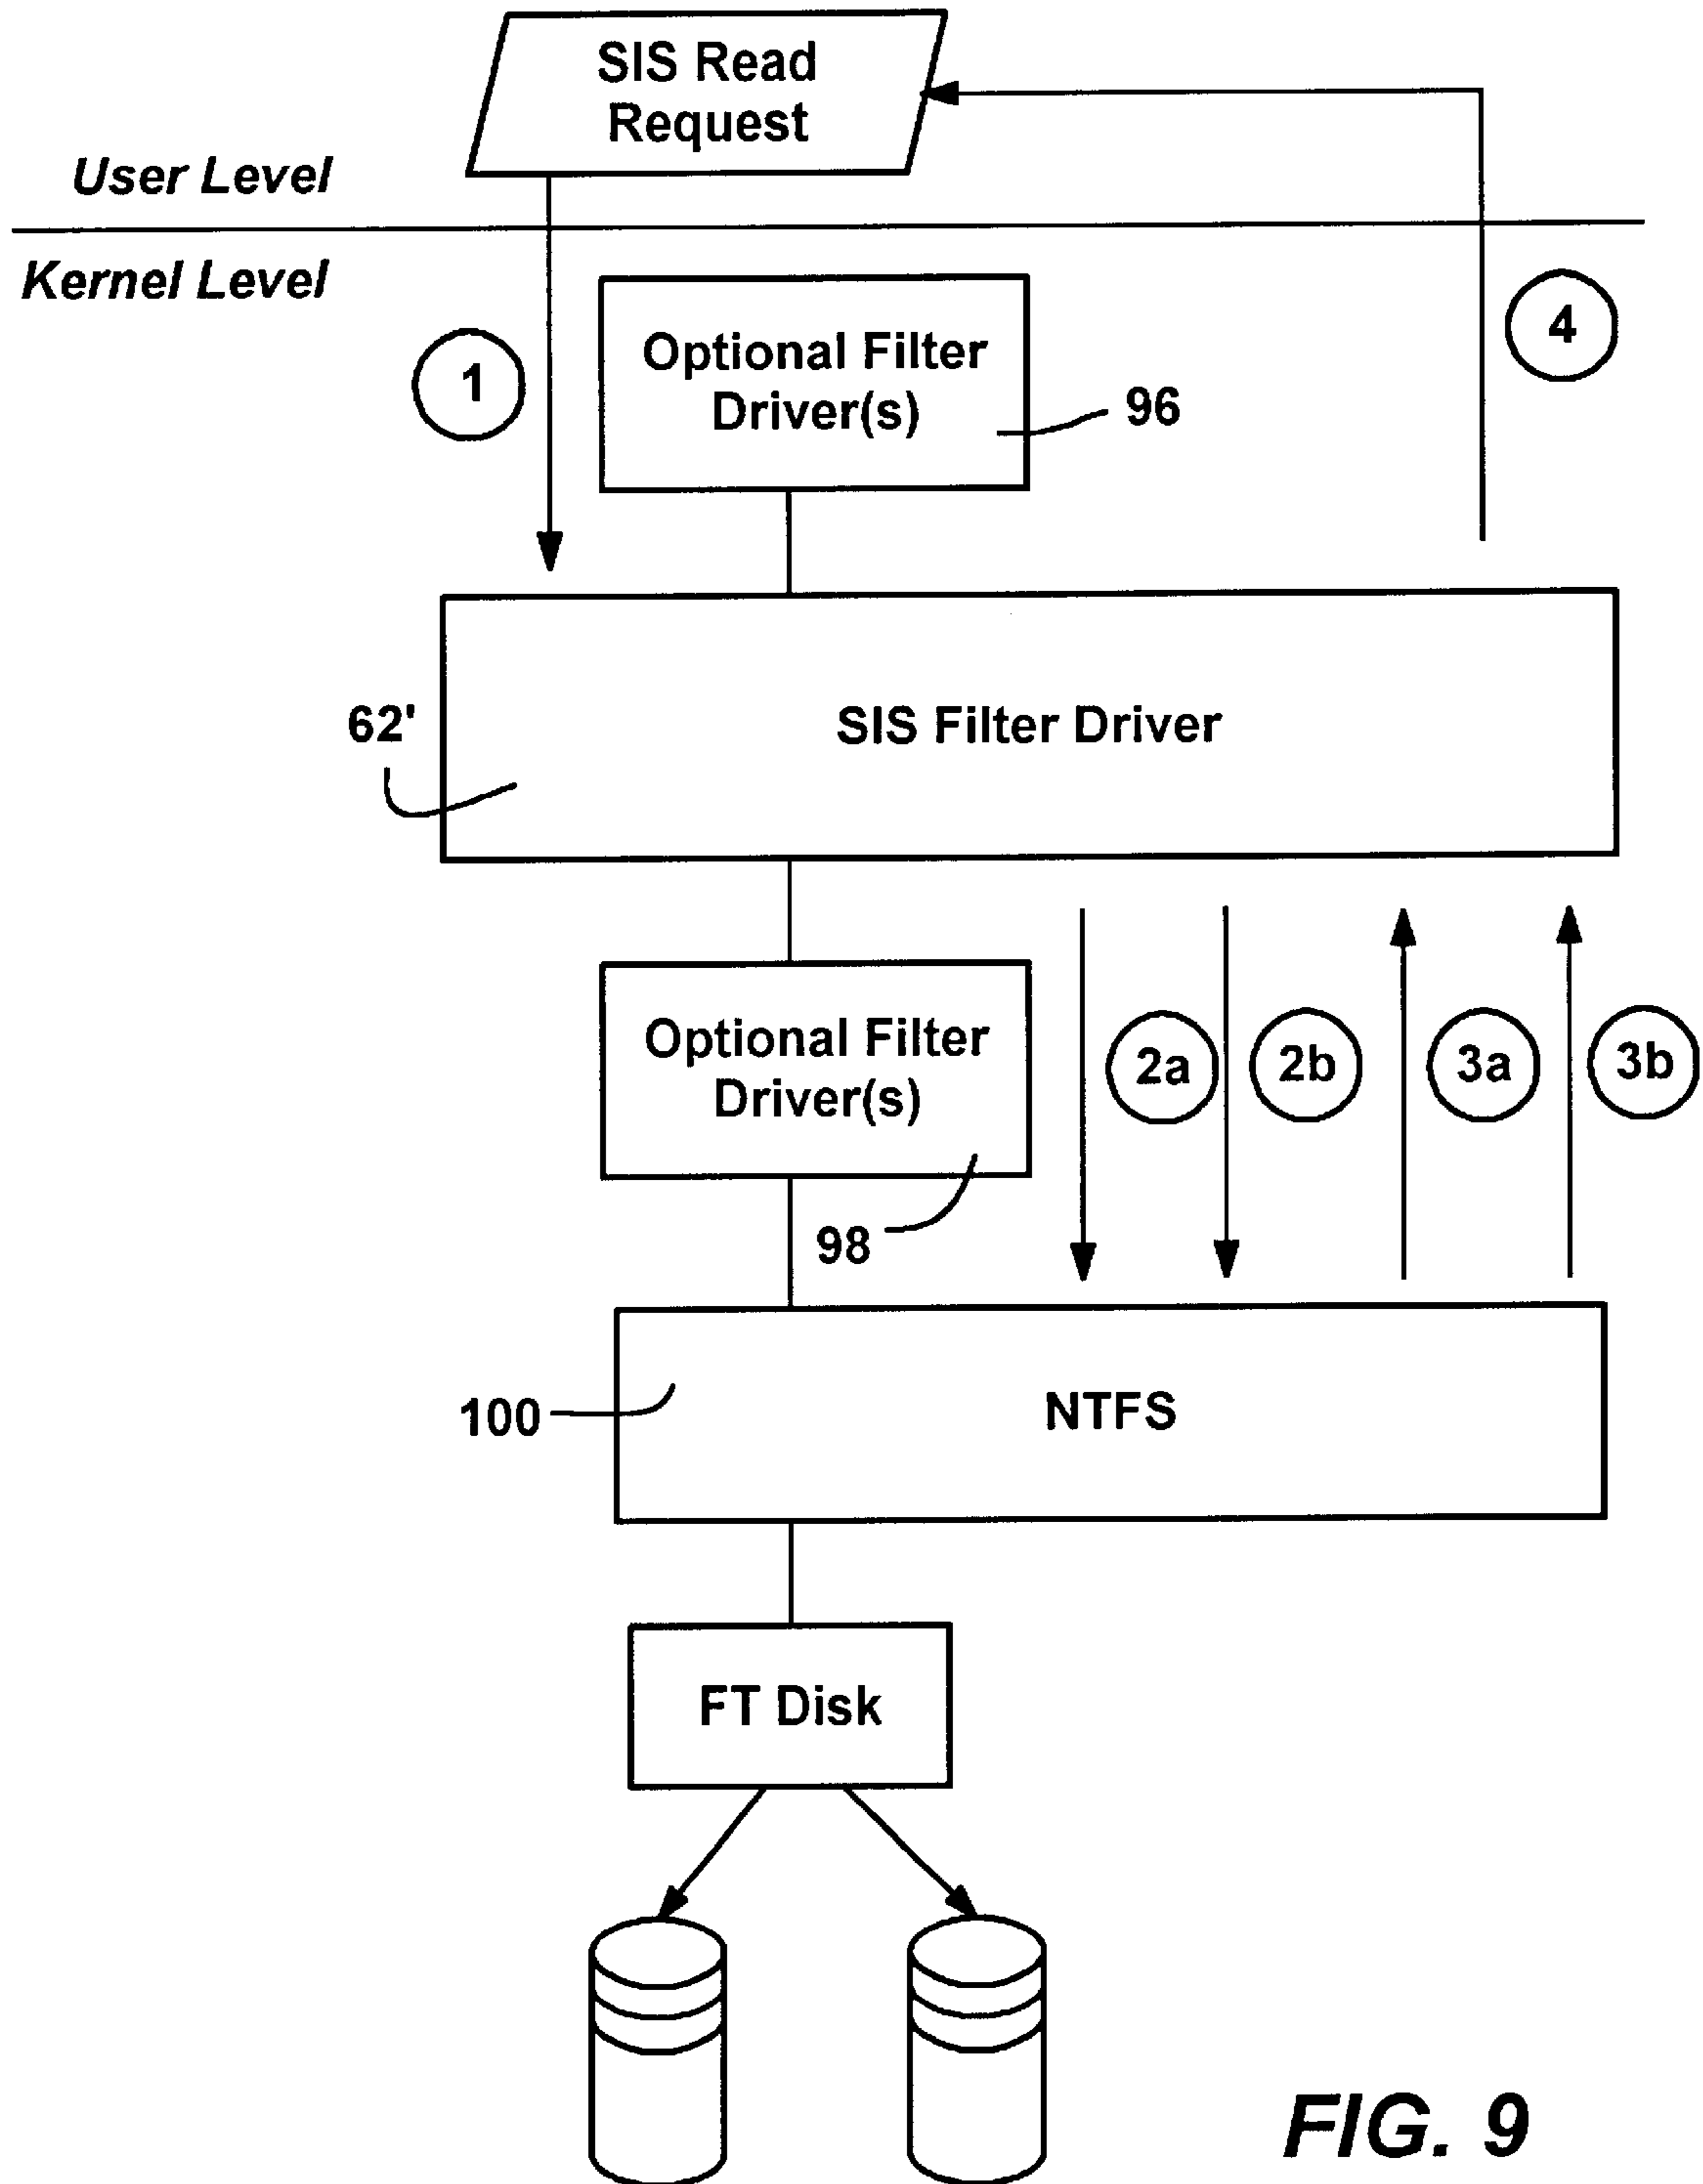 SIS Read
Request
User Level
Kernel Level
1
Optional Filter
Driver(s)
96
4
62'
SIS Filter Driver
Optional Filter
Driver(s)
98
2a
2b
3a
3b
100
NTFS
FT Disk
FIG. 9